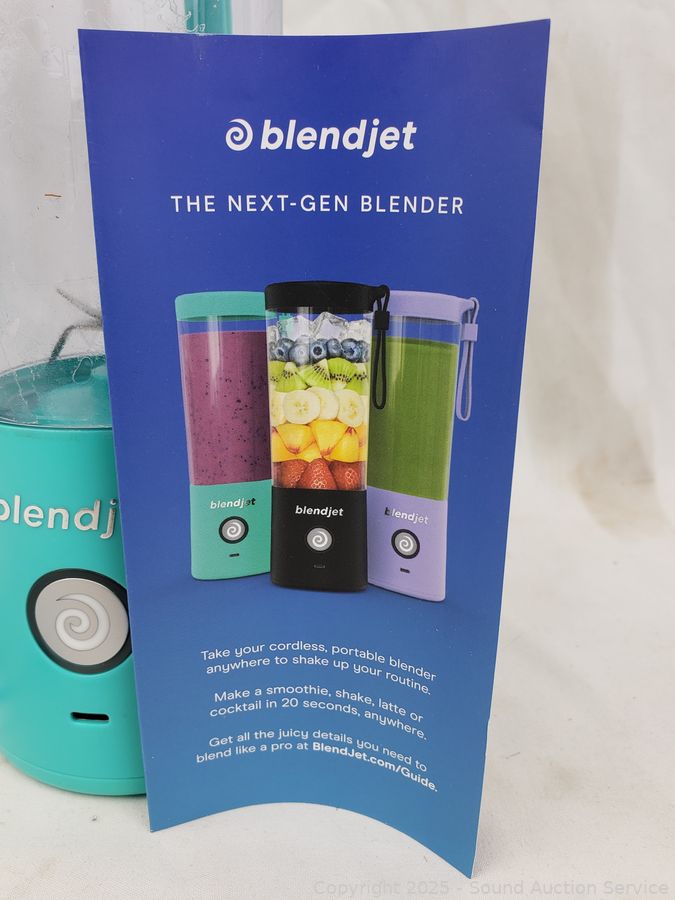 blendjet
THE NEXT-GEN BLENDER
blendjet
blendjet
blendjet
blendj
Take your cordless, portable blender
anywhere to shake up your routine.
Make a smoothie, shake, latte or
cocktail in 20 seconds, anywhere.
Get all the juicy details you need to
blend like a pro at BlendJet.com/Guide.
Copyright 2025 - Sound Auction Service